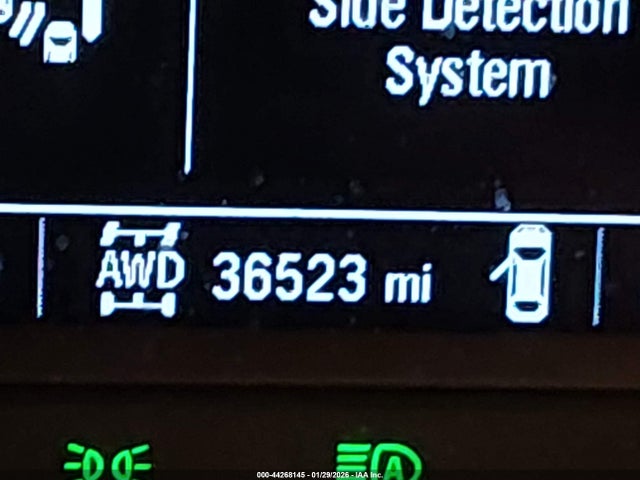 Side Detection
System
AWD 36523 mi
A
000-44268145 - 01/29/2026 - IAA Inc.